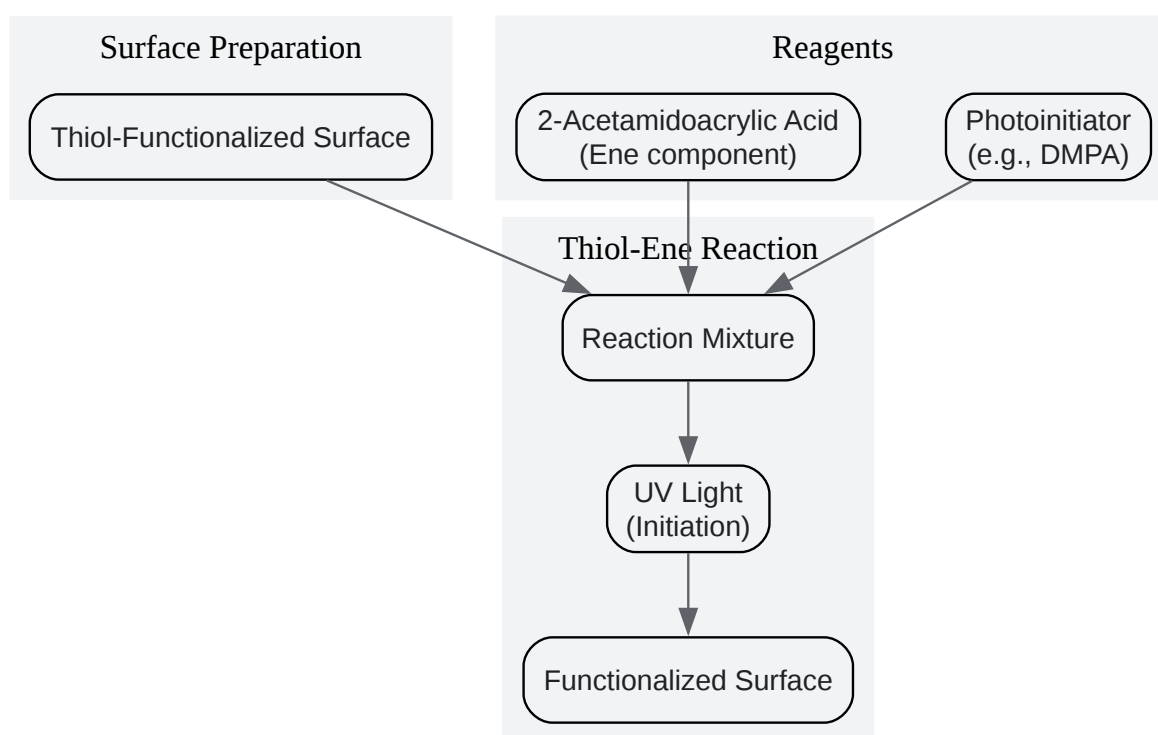 Surface Preparation
Reagents
Thiol-Functionalized Surface
2-Acetamidoacrylic Acid
(Ene component)
Photoinitiator
(e.g., DMPA)
Thiol-Ene Reaction
Reaction Mixture
UV Light
(Initiation)
Functionalized Surface